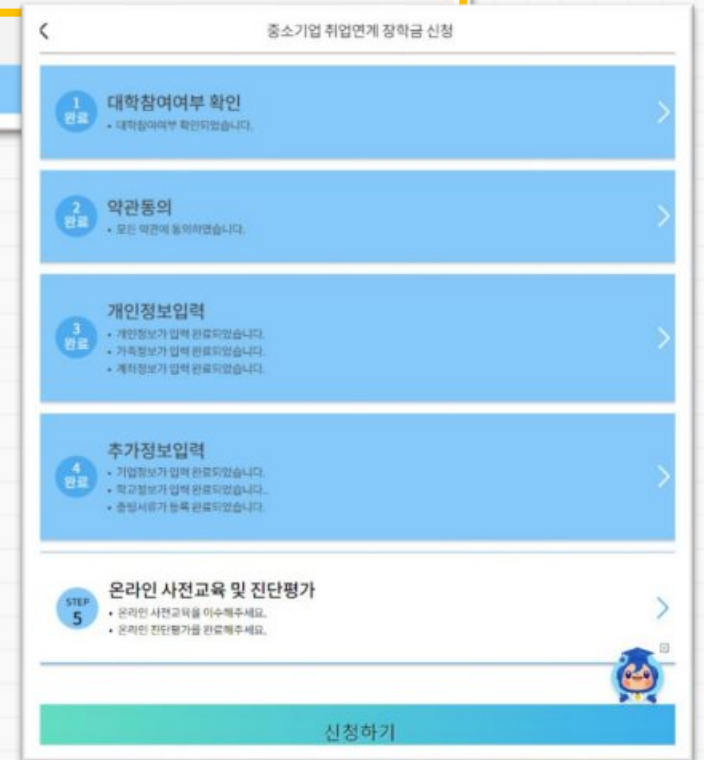 중소기업 취업연계 장학금 신청
1
완료
대학참여여부 확인
• 대학참여여부 확인되었습니다.
2
완료
약관동의
• 모든 약관에 동의하였습니다.
3
완료
개인정보입력
• 개인정보가 입력 완료되었습니다.
• 가족정보가 입력 완료되었습니다.
• 계좌정보가 입력 완료되었습니다.
4
완료
추가정보입력
• 기업정보가 입력 완료되었습니다.
• 학교정보가 입력 완료되었습니다..
• 증빙서류가 등록 완료되었습니다.
STEP
5
온라인 사전교육 및 진단평가
• 온라인 사전교육을 이수해주세요.
• 온라인 진단평가를 완료해주세요.
신청하기